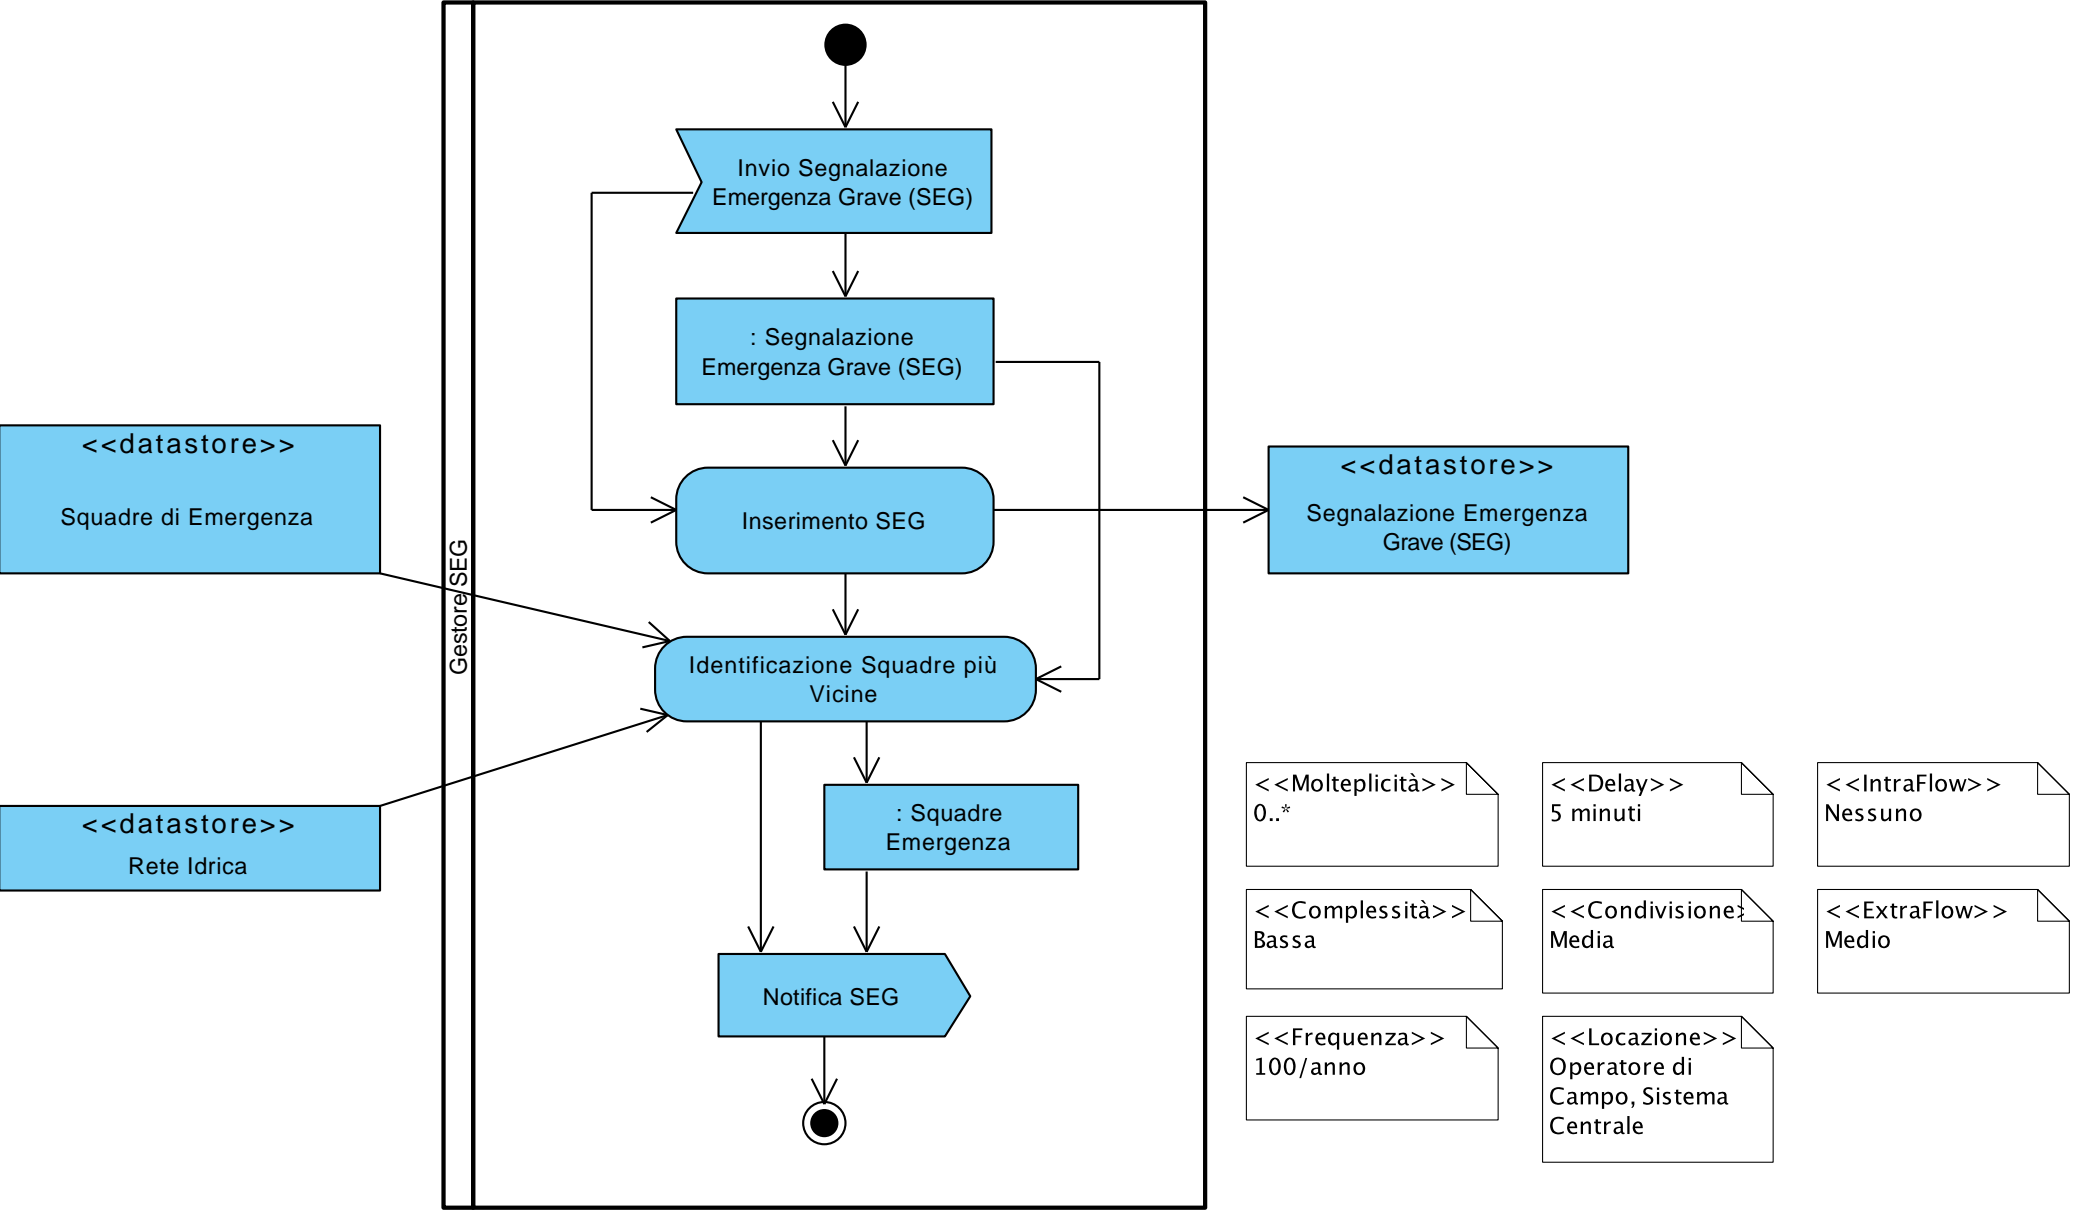 Invio Segnalazione
Emergenza Grave (SEG)
: Segnalazione
Emergenza Grave (SEG)
<<datastore>>
Squadre di Emergenza
Inserimento SEG
<<datastore>>
Segnalazione Emergenza
Grave (SEG)
Gestore SEG
Identificazione Squadre più
Vicine
<<datastore>>
Rete Idrica
: Squadre
Emergenza
Notifica SEG
<<Molteplicità>>
0..*
<<Delay>>
5 minuti
<<IntraFlow>>
Nessuno
<<Complessità>>
Bassa
<<Condivisione>
Media
<<ExtraFlow>>
Medio
<<Frequenza>>
100/anno
<<Locazione>>
Operatore di
Campo, Sistema
Centrale